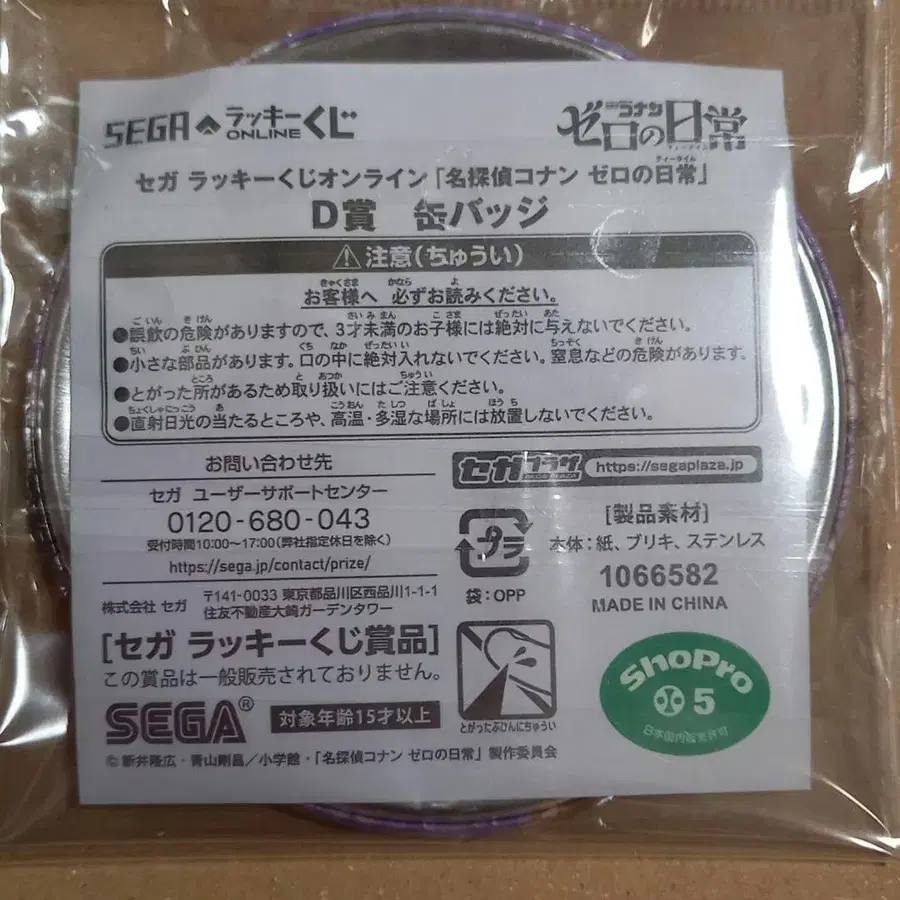 SEGA ラッキーくじ ONLINE
名探偵コナン
ゼロの日常
ティータイム
セガ ラッキーくじオンライン「名探偵コナン ゼロの日常」
D賞 缶バッジ
注意(ちゅうい)
お客様へ 必ずお読みください。
●誤飲の危険がありますので、3才未満のお子様には絶対に与えないでください。
●小さな部品があります。口の中に絶対入れないでください。窒息などの危険があります。
●とがった所があるため取り扱いにはご注意ください。
●直射日光の当たるところや、高温・多湿な場所には放置しないでください。
お問い合わせ先
セガ ユーザーサポートセンター
0120-680-043
受付時間10:00〜17:00(弊社指定休日を除く)
https://sega.jp/contact/prize/
株式会社 セガ 〒141-0033 東京都品川区西品川1-1-1
住友不動産大崎ガーデンタワー
[セガ ラッキーくじ賞品]
この賞品は一般販売されておりません。
SEGA® 対象年齢15才以上
©新井隆広・青山剛昌/小学館・「名探偵コナン ゼロの日常」製作委員会
セガプラザ SEGA PLAZA https://segaplaza.jp
プラ
袋:OPP
[製品素材]
本体:紙、ブリキ、ステンレス
1066582
MADE IN CHINA
とがったぶひんにちゅうい
ShoPro
5
日本国内販売許可